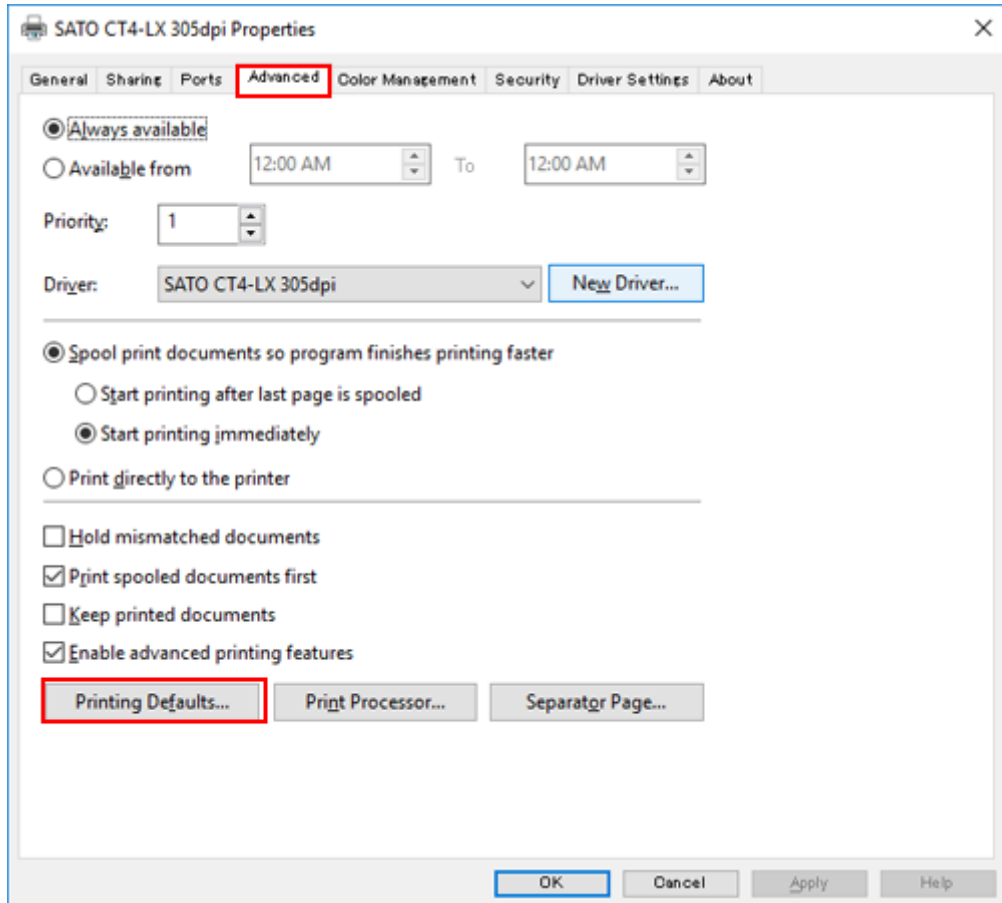 SATO CT4-LX 305dpi Properties
General Sharing Ports Advanced Color Management Security Driver Settings About
Always available
Available from 12:00 AM To 12:00 AM
Priority: 1
Driver: SATO CT4-LX 305dpi New Driver...
Spool print documents so program finishes printing faster
Start printing after last page is spooled
Start printing immediately
Print directly to the printer
Hold mismatched documents
Print spooled documents first
Keep printed documents
Enable advanced printing features
Printing Defaults... Print Processor... Separator Page...
OK Cancel Apply Help